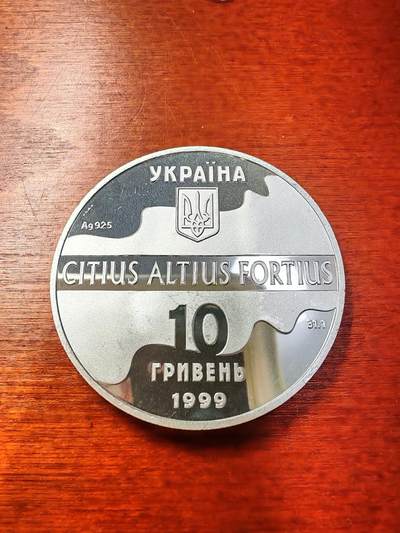 УКРАЇНА
Ag 925
CITIUS ALTIUS FORTIUS
10
31.1
ГРИВЕНЬ
1999